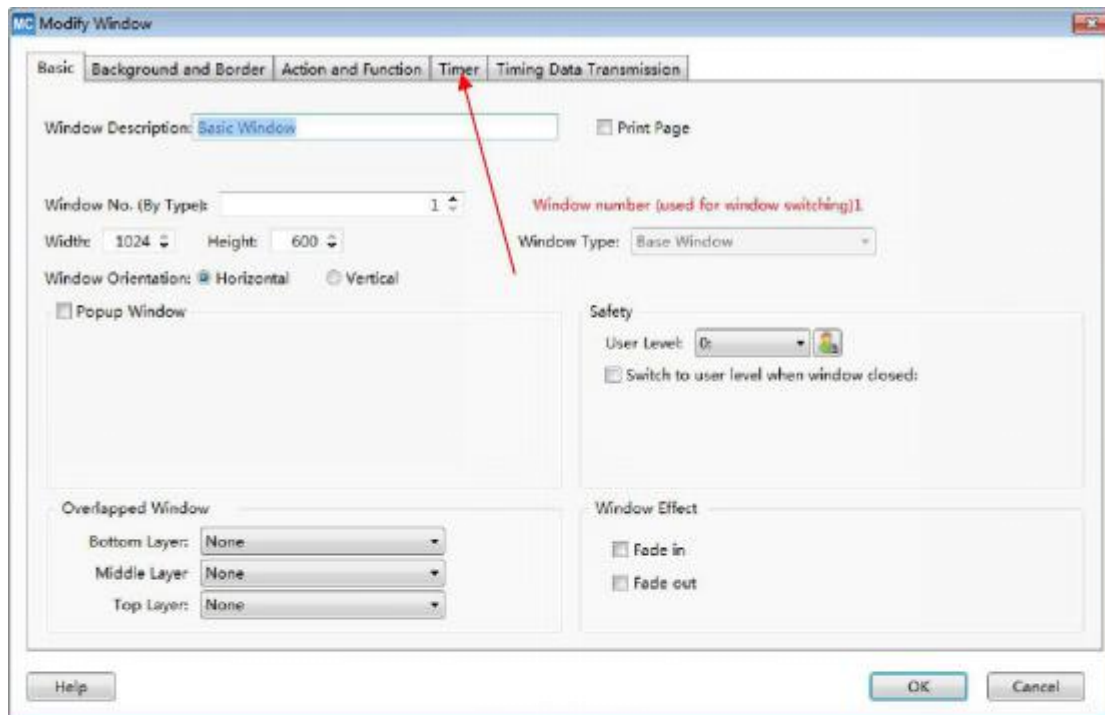 MC Modify Window
Basic Background and Border Action and Function Timer Timing Data Transmission
Window Description: Basic Window Print Page
Window No. (By Type): 1 Window number (used for window switching)1
Width: 1024 Height: 600 Window Type: Base Window
Window Orientation: Horizontal Vertical
Popup Window Safety
User Level: 0:
Switch to user level when window closed:
Overlapped Window Window Effect
Bottom Layer: None
Fade in
Middle Layer None
Fade out
Top Layer: None
Help OK Cancel